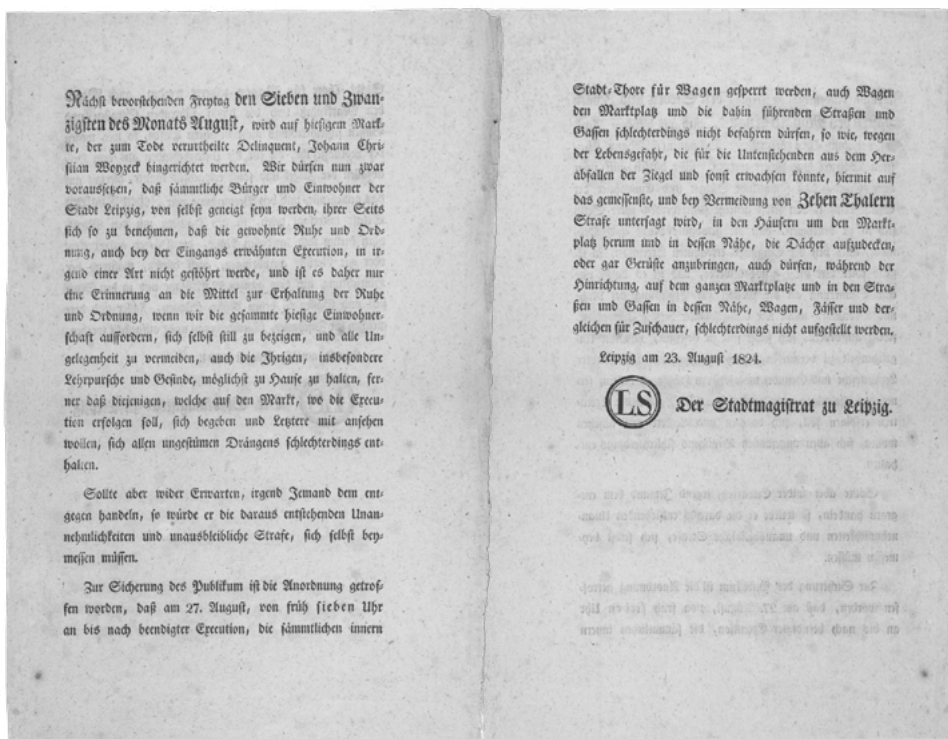 Nächst bevorstehenden Freytag den Sieben und Zwan-
zigsten des Monats August, wird auf hiesigem Mark-
te, der zum Tode verurtheilte Delinquent, Johann Chri-
stian Woyzeck hingerichtet werden. Wir dürfen nun zwar
voraussetzen, daß sämmtliche Bürger und Einwohner der
Stadt Leipzig, von selbst geneigt seyn werden, ihrer Seits
sich so zu benehmen, daß die gewohnte Ruhe und Ord-
nung, auch bey der Eingangs erwähnten Execution, in ir-
gend einer Art nicht gestöhrt werde, und ist es daher nur
eine Erinnerung an die Mittel zur Erhaltung der Ruhe
und Ordnung, wenn wir die gesammte hiesige Einwohner-
schaft auffordern, sich selbst still zu bezeigen, und alle Un-
gelegenheit zu vermeiden, auch die Ihrigen, insbesondere
Lehrpursche und Gesinde, möglichst zu Hause zu halten, fer-
ner daß diejenigen, welche auf den Markt, wo die Execu-
tion erfolgen soll, sich begeben und Letztere mit ansehen
wollen, sich allen ungestümen Drängens schlechterdings ent-
halten.
Sollte aber wider Erwarten, irgend Jemand dem ent-
gegen handeln, so würde er die daraus entstehenden Unan-
nehmlichkeiten und unausbleibliche Strafe, sich selbst bey-
messen müssen.
Zur Sicherung des Publikum ist die Anordnung getrof-
fen worden, daß am 27. August, von früh sieben Uhr
an bis nach beendigter Execution, die sämmtlichen innern
Stadt-Thore für Wagen gesperrt werden, auch Wagen
den Marktplatz und die dahin führenden Straßen und
Gassen schlechterdings nicht befahren dürfen, so wie, wegen
der Lebensgefahr, die für die Untenstehenden aus dem Her-
abfallen der Ziegel und sonst erwachsen könnte, hiermit auf
das gemessenste, und bey Vermeidung von Zehen Thalern
Strafe untersagt wird, in den Häusern um den Markt-
platz herum und in dessen Nähe, die Dächer aufzudecken,
oder gar Gerüste anzubringen, auch dürfen, während der
Hinrichtung, auf dem ganzen Marktplatze und in den Stra-
ßen und Gassen in dessen Nähe, Wagen, Fässer und der-
gleichen für Zuschauer, schlechterdings nicht aufgestellt werden.
Leipzig am 23. August 1824.
LS Der Stadtmagistrat zu Leipzig.